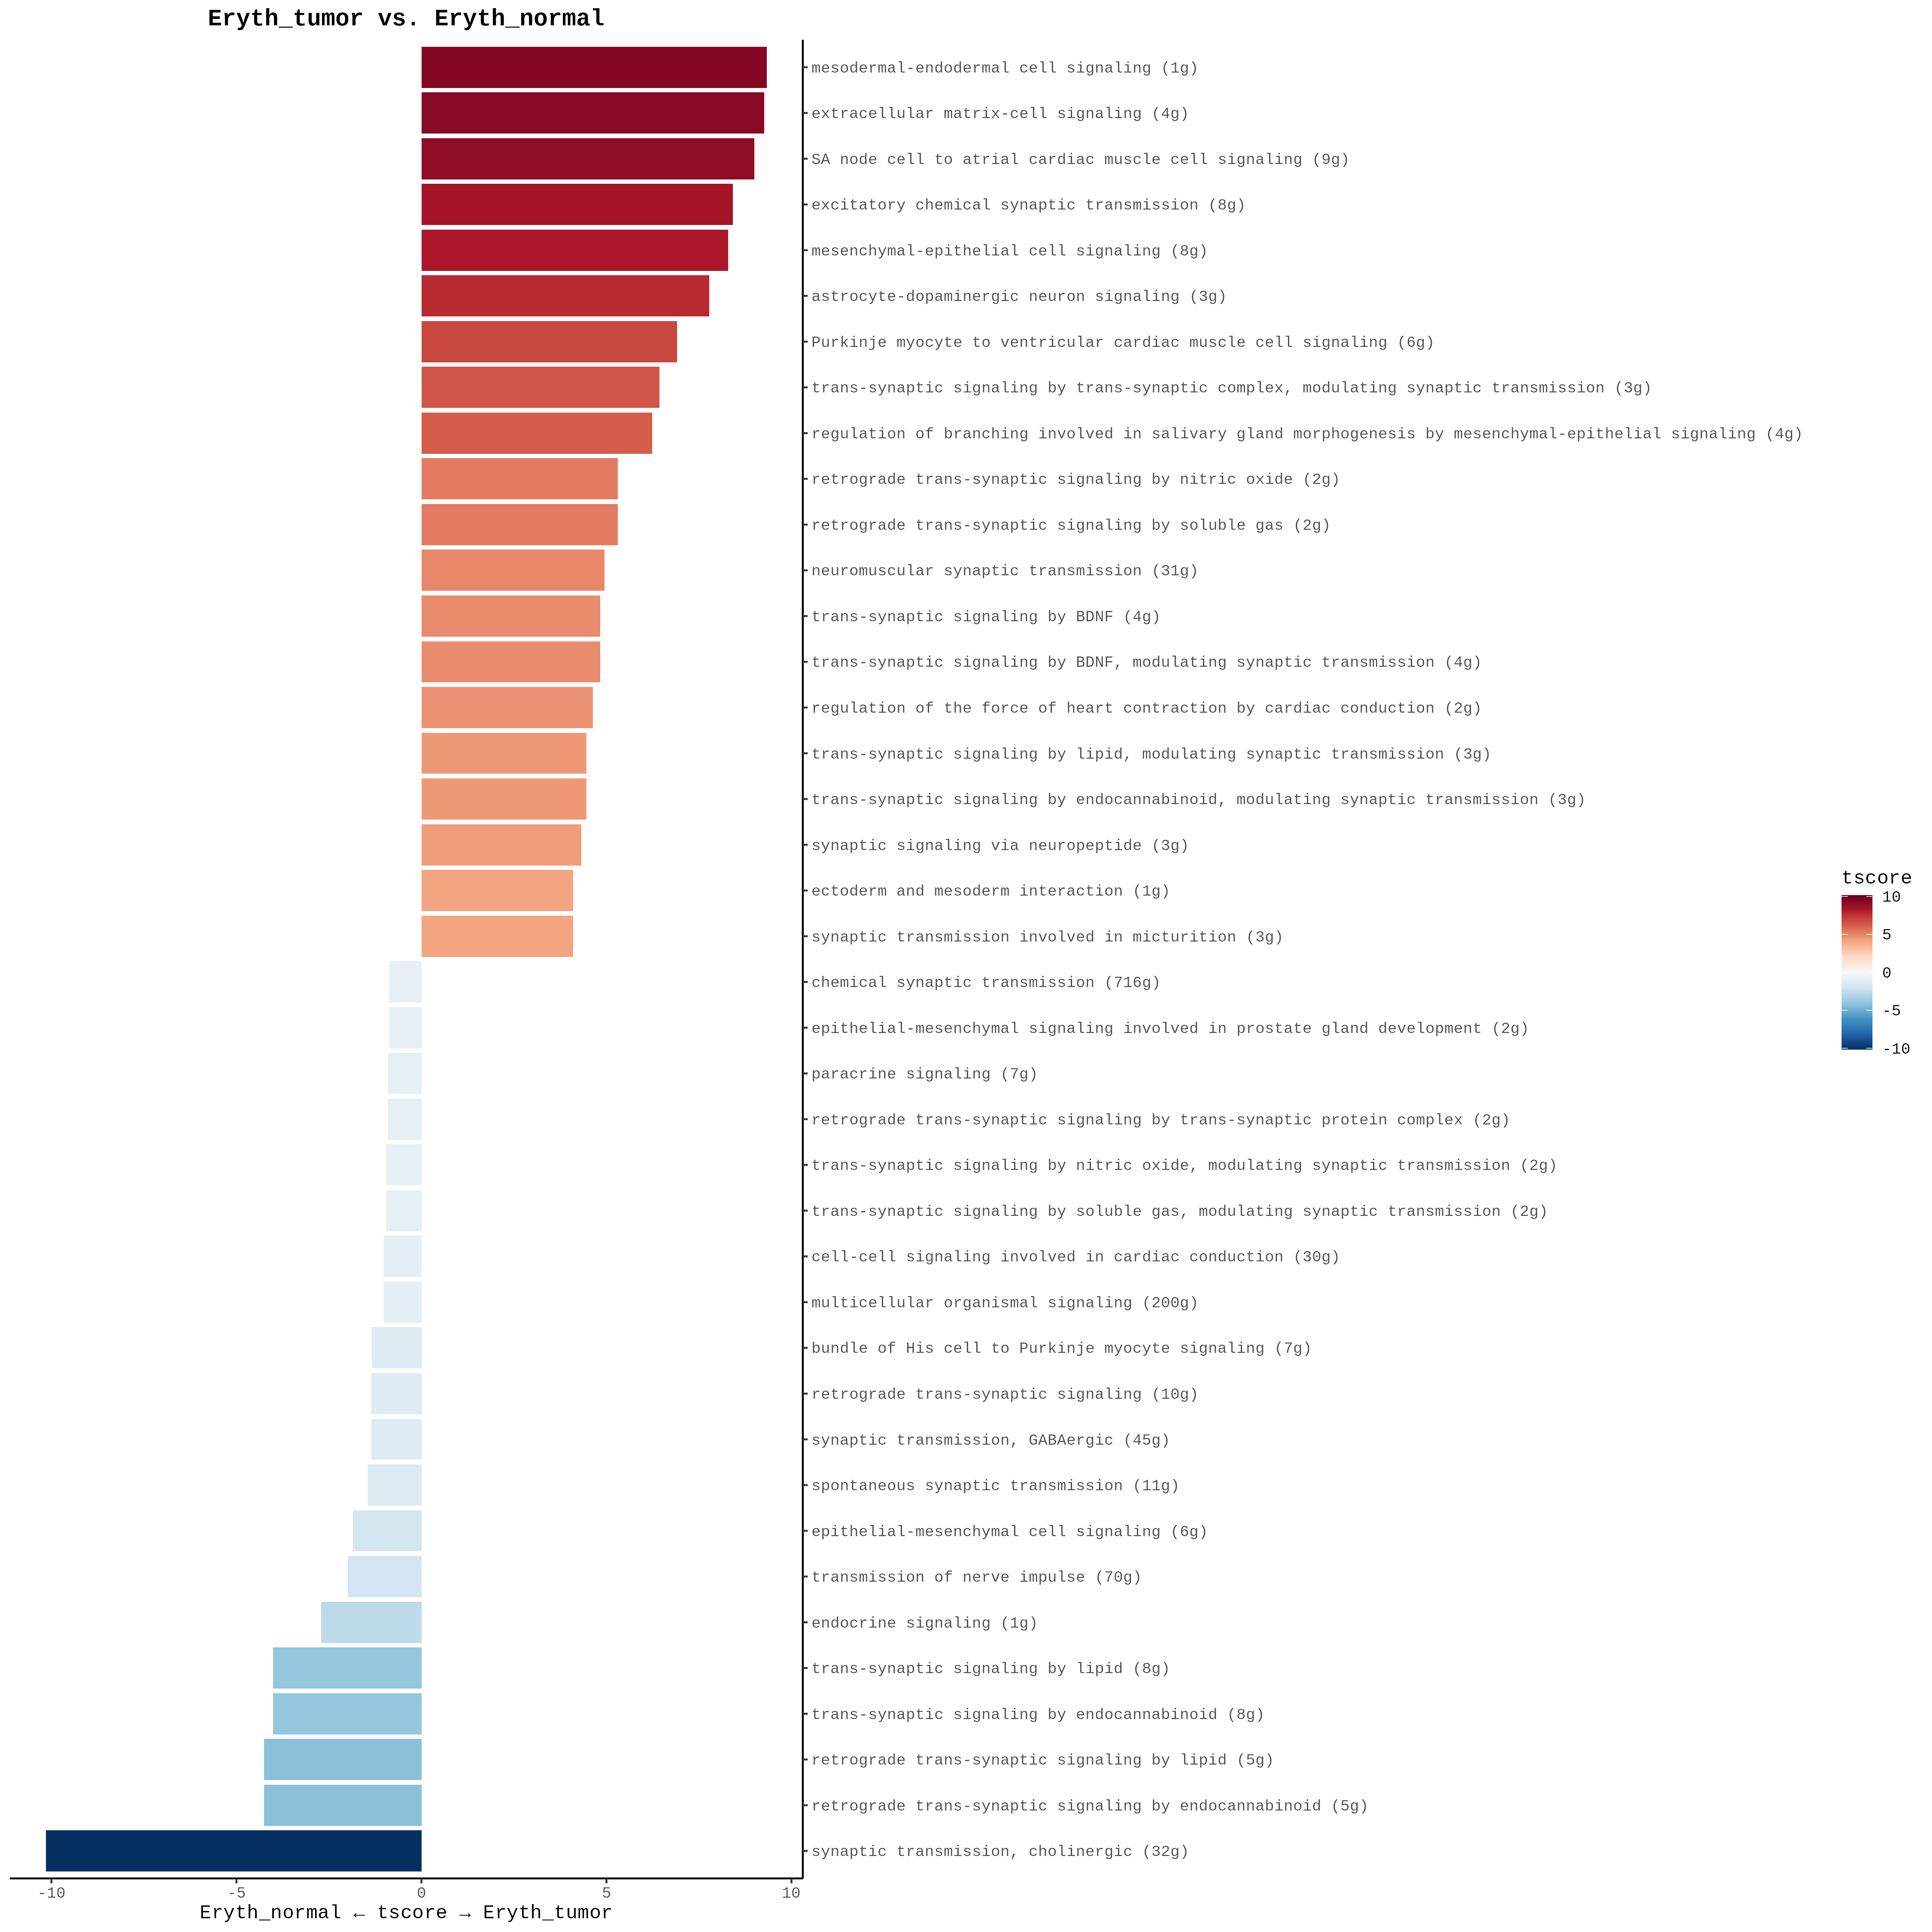 Eryth_tumor vs. Eryth_normal
mesodermal-endodermal cell signaling (1g)
extracellular matrix-cell signaling (4g)
SA node cell to atrial cardiac muscle cell signaling (9g)
excitatory chemical synaptic transmission (8g)
mesenchymal-epithelial cell signaling (8g)
astrocyte-dopaminergic neuron signaling (3g)
Purkinje myocyte to ventricular cardiac muscle cell signaling (6g)
trans-synaptic signaling by trans-synaptic complex, modulating synaptic transmission (3g)
regulation of branching involved in salivary gland morphogenesis by mesenchymal-epithelial signaling (4g)
retrograde trans-synaptic signaling by nitric oxide (2g)
retrograde trans-synaptic signaling by soluble gas (2g)
neuromuscular synaptic transmission (31g)
trans-synaptic signaling by BDNF (4g)
trans-synaptic signaling by BDNF, modulating synaptic transmission (4g)
regulation of the force of heart contraction by cardiac conduction (2g)
trans-synaptic signaling by lipid, modulating synaptic transmission (3g)
trans-synaptic signaling by endocannabinoid, modulating synaptic transmission (3g)
synaptic signaling via neuropeptide (3g)
ectoderm and mesoderm interaction (1g)
synaptic transmission involved in micturition (3g)
chemical synaptic transmission (716g)
epithelial-mesenchymal signaling involved in prostate gland development (2g)
paracrine signaling (7g)
retrograde trans-synaptic signaling by trans-synaptic protein complex (2g)
trans-synaptic signaling by nitric oxide, modulating synaptic transmission (2g)
trans-synaptic signaling by soluble gas, modulating synaptic transmission (2g)
cell-cell signaling involved in cardiac conduction (30g)
multicellular organismal signaling (200g)
bundle of His cell to Purkinje myocyte signaling (7g)
retrograde trans-synaptic signaling (10g)
synaptic transmission, GABAergic (45g)
spontaneous synaptic transmission (11g)
epithelial-mesenchymal cell signaling (6g)
transmission of nerve impulse (70g)
endocrine signaling (1g)
trans-synaptic signaling by lipid (8g)
trans-synaptic signaling by endocannabinoid (8g)
retrograde trans-synaptic signaling by lipid (5g)
retrograde trans-synaptic signaling by endocannabinoid (5g)
synaptic transmission, cholinergic (32g)
-10 -5 0 5 10
Eryth_normal ← tscore → Eryth_tumor
tscore
10
5
0
-5
-10